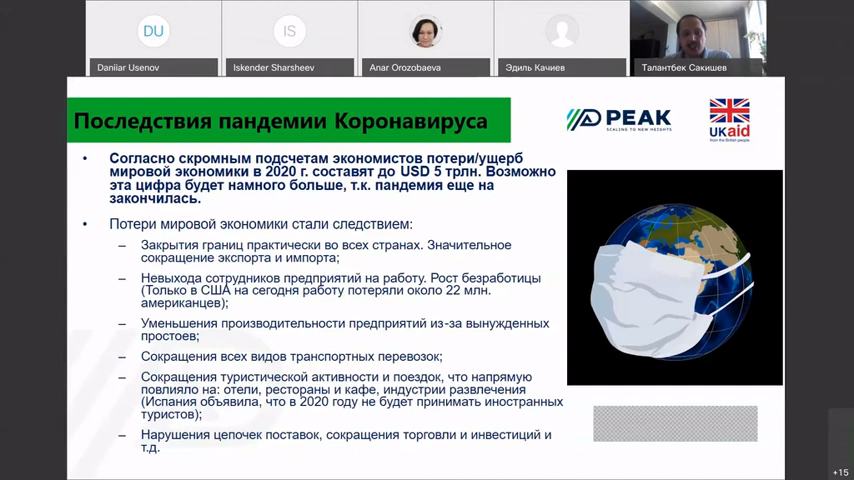 DU
IS
Daniiar Usenov
Iskender Sharsheev
Anar Orozobaeva
Эдиль Качиев
Талантбек Сакишев
Последствия пандемии Коронавируса
PEAK
SCALING TO NEW HEIGHTS
UKaid
from the British people
• Согласно скромным подсчетам экономистов потери/ущерб
мировой экономики в 2020 г. составят до USD 5 трлн. Возможно
эта цифра будет намного больше, т.к. пандемия еще на
закончилась.
• Потери мировой экономики стали следствием:
– Закрытия границ практически во всех странах. Значительное
сокращение экспорта и импорта;
– Невыхода сотрудников предприятий на работу. Рост безработицы
(Только в США на сегодня работу потеряли около 22 млн.
американцев);
– Уменьшения производительности предприятий из-за вынужденных
простоев;
– Сокращения всех видов транспортных перевозок;
– Сокращения туристической активности и поездок, что напрямую
повлияло на: отели, рестораны и кафе, индустрии развлечения
(Испания объявила, что в 2020 году не будет принимать иностранных
туристов);
– Нарушения цепочек поставок, сокращения торговли и инвестиций и
т.д.
+15